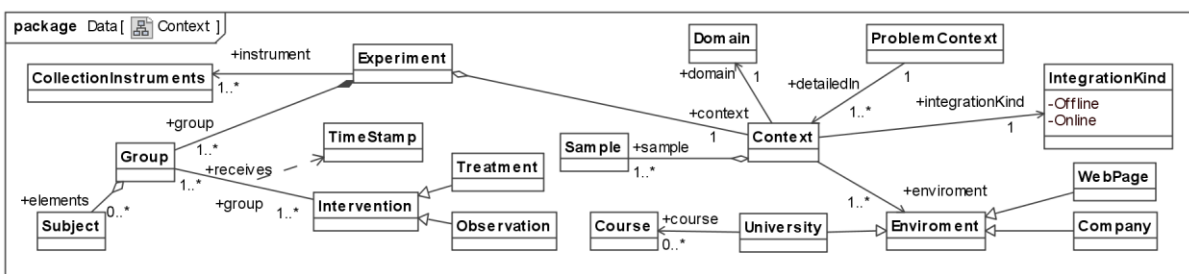 package Data [ Context ]
Domain
ProblemContext
+instrument
Experiment
CollectionInstruments
1..*
+domain
1
+detailedIn
1
IntegrationKind
-Offline
-Online
+integrationKind
1
1..*
+context
1
Context
+group
1..*
TimeStamp
Group
+receives
1..*
Sample
+sample
1..*
Treatment
+group
1..*
Intervention
+elements
0..*
Subject
Observation
+enviroment
1..*
WebPage
Course
+course
0..*
University
Enviroment
Company